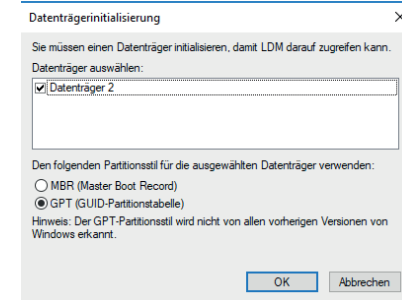 Datenträgerinitialisierung
Sie müssen einen Datenträger initialisieren, damit LDM darauf zugreifen kann.
Datenträger auswählen:
Datenträger 2
Den folgenden Partitionsstil für die ausgewählten Datenträger verwenden:
MBR (Master Boot Record)
GPT (GUID-Partitionstabelle)
Hinweis: Der GPT-Partitionsstil wird nicht von allen vorherigen Versionen von
Windows erkannt.
OK Abbrechen